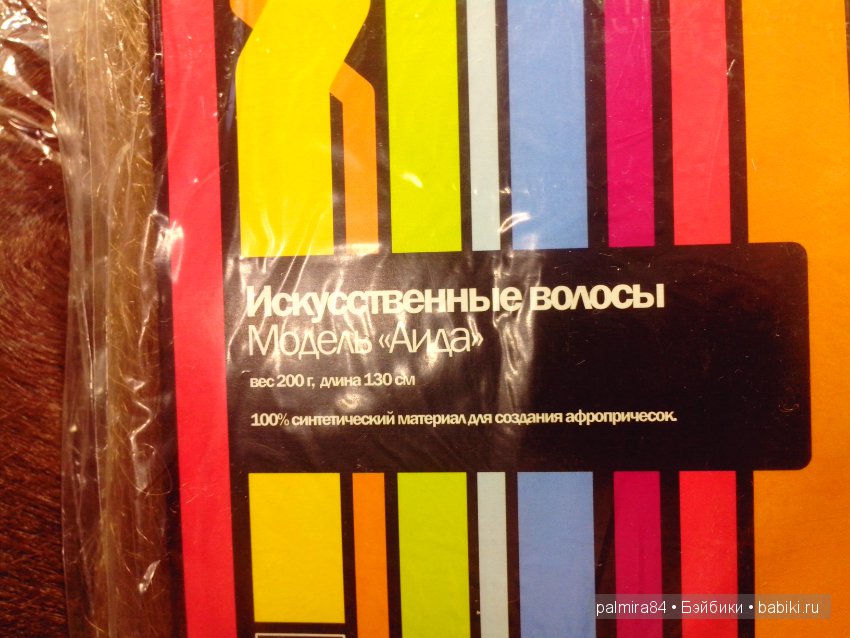 Искусственные волосы
Модель «Аида»
вес 200 г, длина 130 см
100% синтетический материал для создания афропричесок.
palmira84 • Бэйбики • babiki.ru